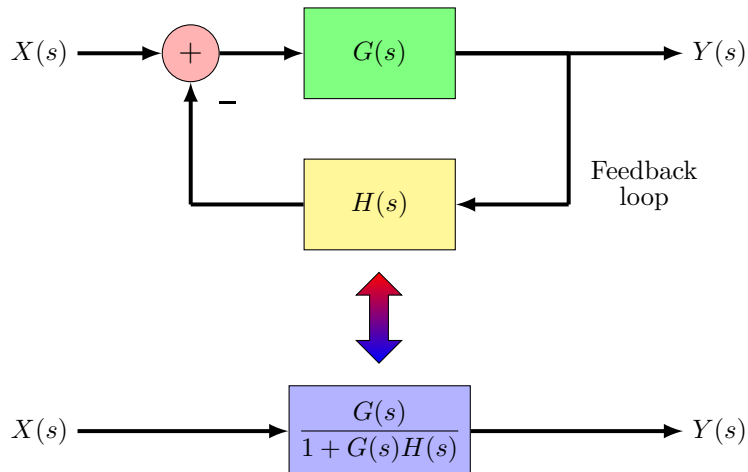 X(s) + G(s) Y(s)
−
H(s)
Feedback
loop
X(s) G(s) / 1 + G(s)H(s) Y(s)